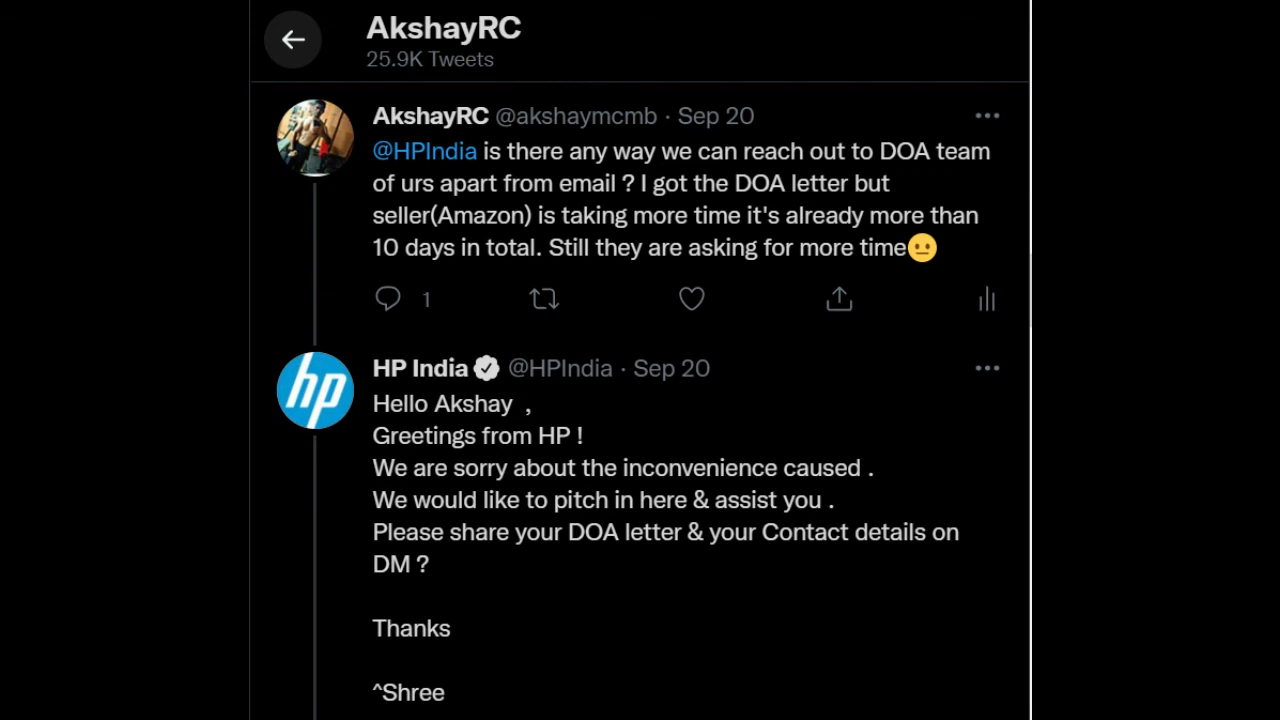 AkshayRC
25.9K Tweets
AkshayRC @akshaymcmb · Sep 20
@HPIndia is there any way we can reach out to DOA team
of urs apart from email ? I got the DOA letter but
seller(Amazon) is taking more time it's already more than
10 days in total. Still they are asking for more time😐
1
hp
HP India @HPIndia · Sep 20
Hello Akshay  ,
Greetings from HP !
We are sorry about the inconvenience caused .
We would like to pitch in here & assist you .
Please share your DOA letter & your Contact details on
DM ?
Thanks
^Shree